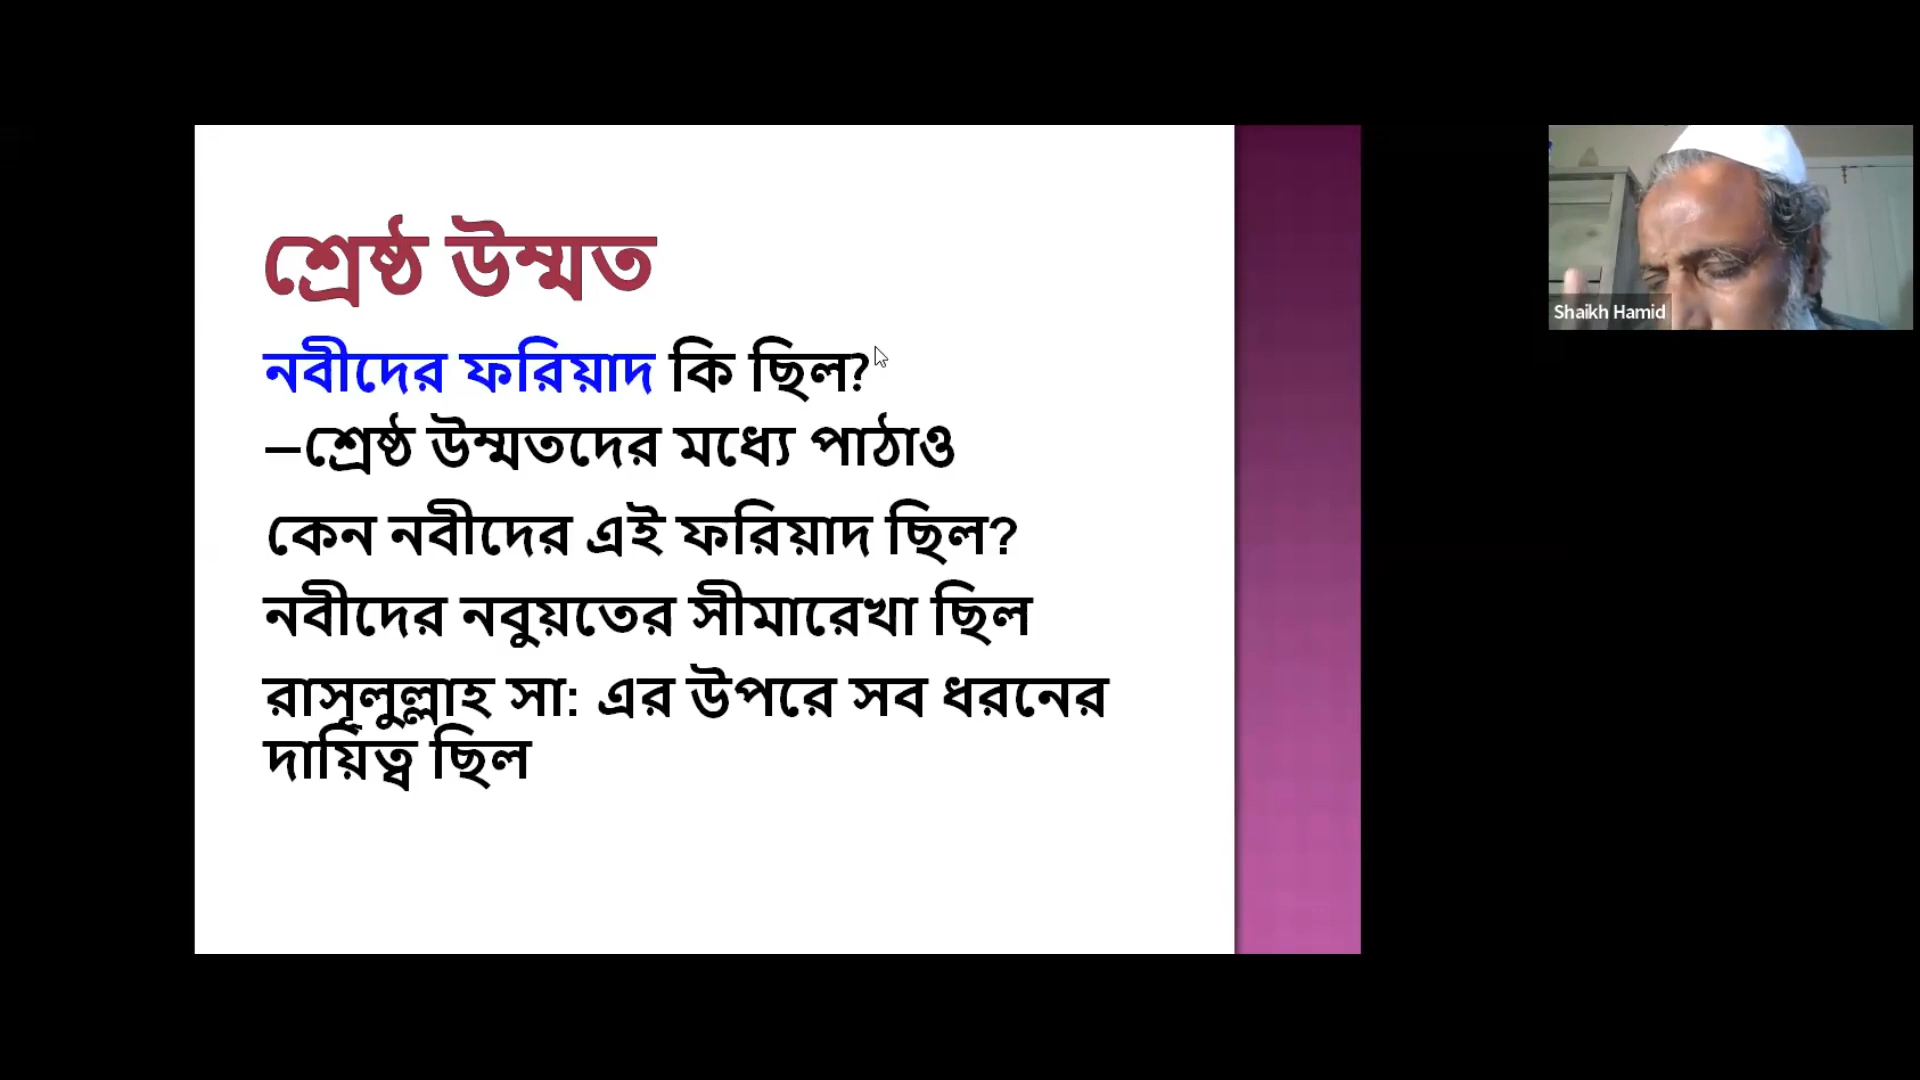 শ্রেষ্ঠ উম্মত
নবীদের ফরিয়াদ কি ছিল?
–শ্রেষ্ঠ উম্মতদের মধ্যে পাঠাও
কেন নবীদের এই ফরিয়াদ ছিল?
নবীদের নবুয়তের সীমারেখা ছিল
রাসূলুল্লাহ সা: এর উপরে সব ধরনের
দায়িত্ব ছিল
Shaikh Hamid